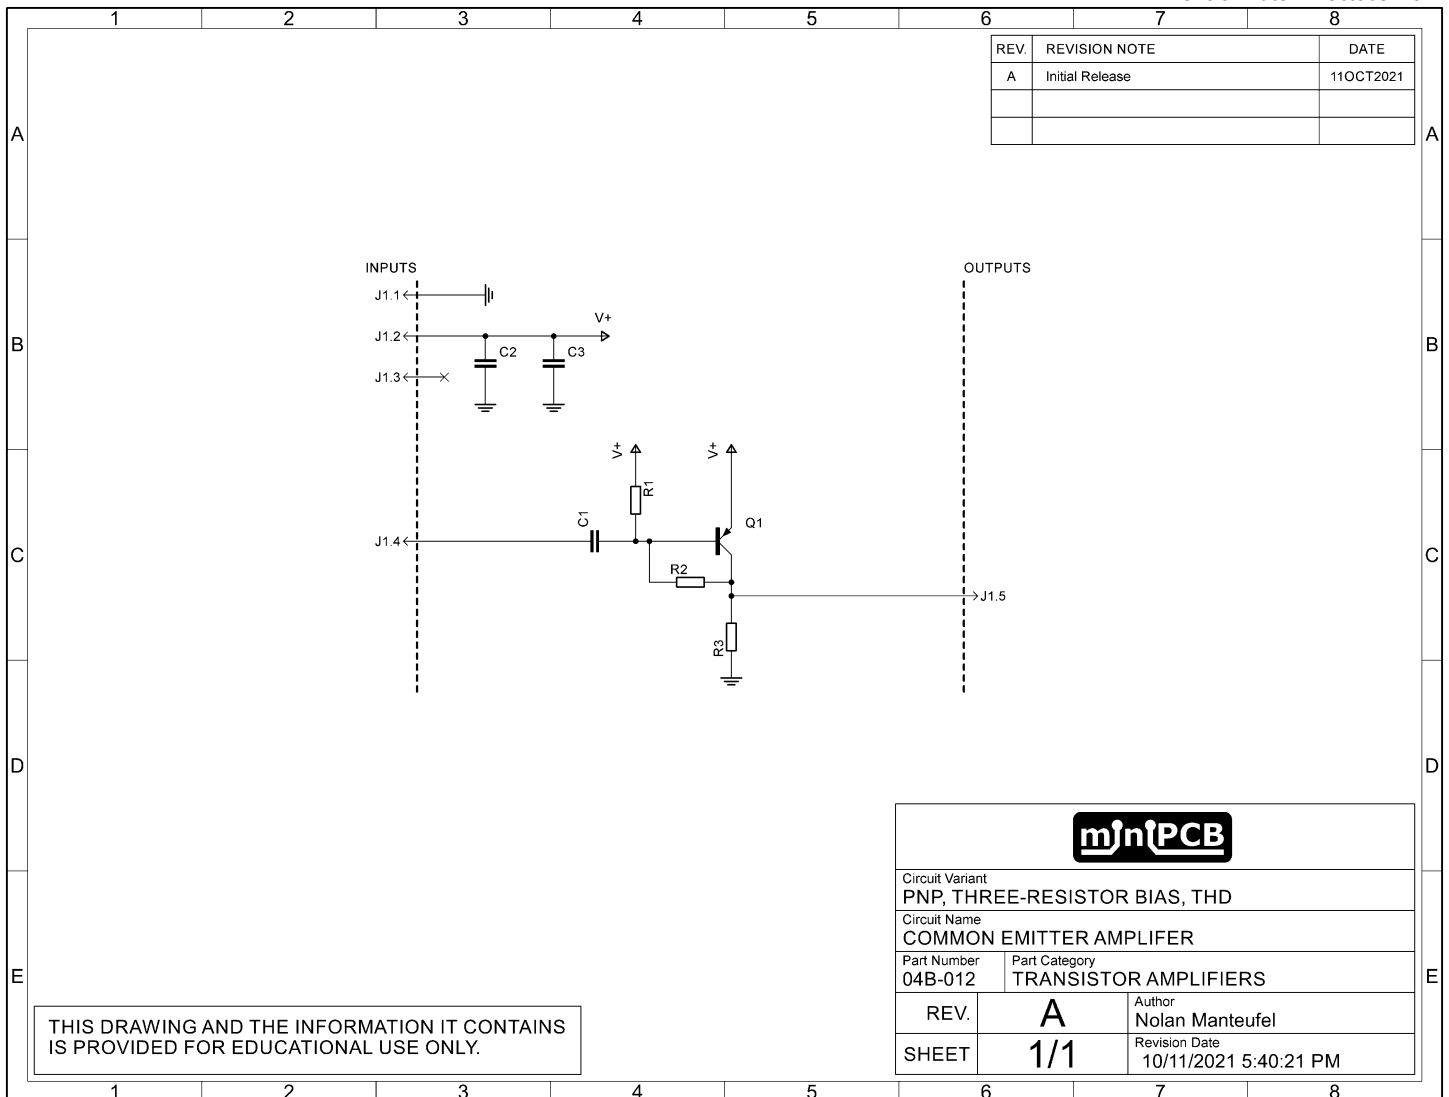 1 2 3 4 5 6 7 8
REV. REVISION NOTE DATE
A Initial Release 11OCT2021
A A
INPUTS OUTPUTS
J1.1
V+
J1.2
B B
C2 C3
J1.3
V+ V+
R1
C1 Q1
J1.4
C C
R2
J1.5
R3
D D
miniPCB
Circuit Variant
PNP, THREE-RESISTOR BIAS, THD
Circuit Name
COMMON EMITTER AMPLIFER
Part Number Part Category
04B-012 TRANSISTOR AMPLIFIERS
E E
REV. A Author
Nolan Manteufel
THIS DRAWING AND THE INFORMATION IT CONTAINS
IS PROVIDED FOR EDUCATIONAL USE ONLY.
SHEET 1/1 Revision Date
10/11/2021 5:40:21 PM
1 2 3 4 5 6 7 8